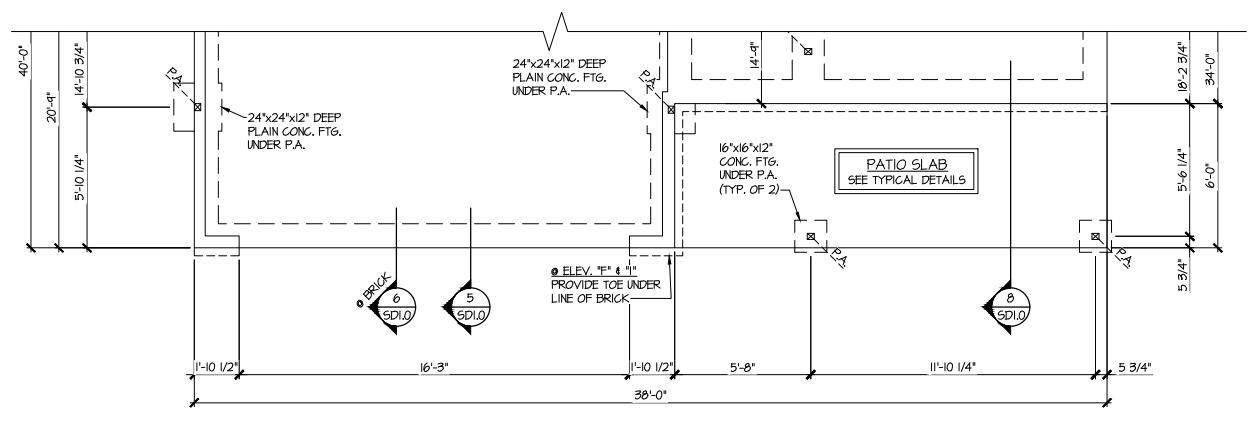 40'-0"
20'-9"
14'-10 3/4"
5'-10 1/4"
P.A.
24"x24"x12" DEEP
PLAIN CONC. FTG.
UNDER P.A.
24"x24"x12" DEEP
PLAIN CONC. FTG.
UNDER P.A.
P.A.
14'-9"
16"x16"x12"
CONC. FTG.
UNDER P.A.
(TYP. OF 2)
PATIO SLAB
SEE TYPICAL DETAILS
18'-2 3/4"
34'-0"
5'-6 1/4"
6'-0"
5 3/4"
P.A.
P.A.
@ ELEV. "F" & "I"
PROVIDE TOE UNDER
LINE OF BRICK
@ BRICK
6
SD1.0
5
SD1.0
8
SD1.0
1'-10 1/2"
16'-3"
1'-10 1/2"
5'-8"
11'-10 1/4"
5 3/4"
38'-0"